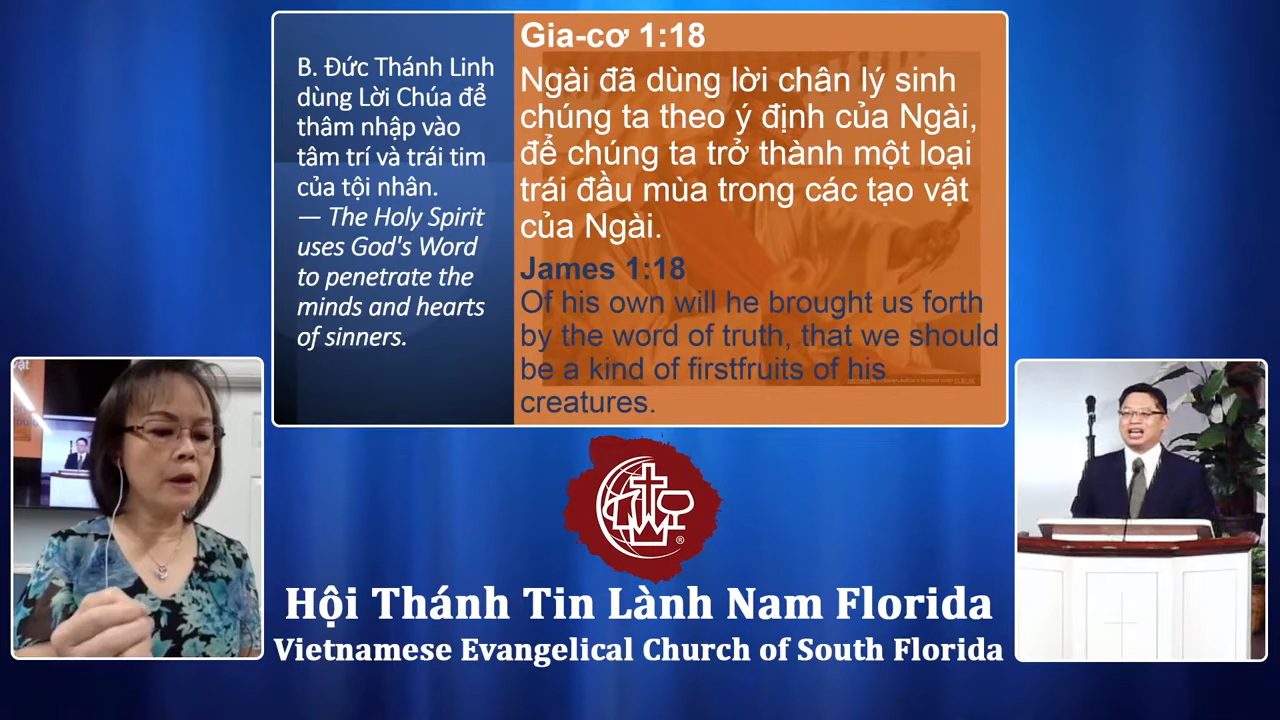 B. Đức Thánh Linh
dùng Lời Chúa để
thâm nhập vào
tâm trí và trái tim
của tội nhân.
— The Holy Spirit
uses God's Word
to penetrate the
minds and hearts
of sinners.
Gia-cơ 1:18
Ngài đã dùng lời chân lý sinh
chúng ta theo ý định của Ngài,
để chúng ta trở thành một loại
trái đầu mùa trong các tạo vật
của Ngài.
James 1:18
Of his own will he brought us forth
by the word of truth, that we should
be a kind of firstfruits of his
creatures.
®
Hội Thánh Tin Lành Nam Florida
Vietnamese Evangelical Church of South Florida